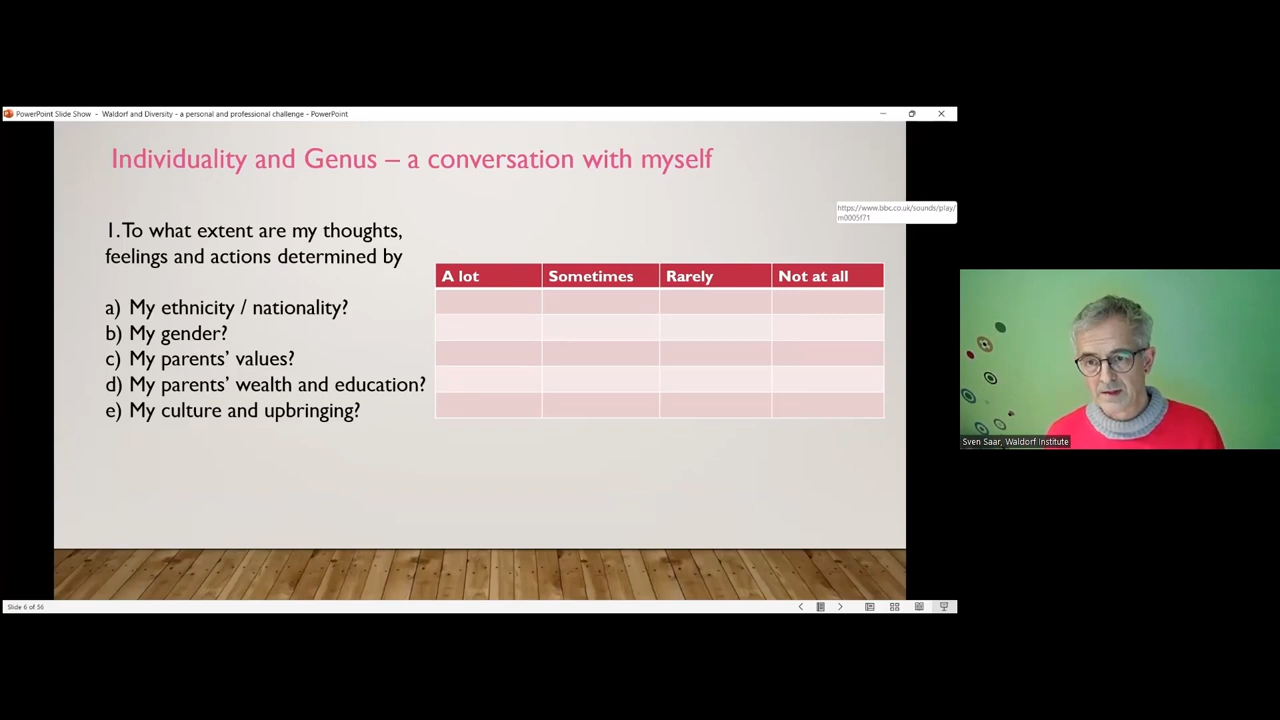 PowerPoint Slide Show - Waldorf and Diversity - a personal and professional challenge - PowerPoint
Individuality and Genus – a conversation with myself
https://www.bbc.co.uk/sounds/play/
m0005f71
1. To what extent are my thoughts,
feelings and actions determined by
A lot Sometimes Rarely Not at all
a) My ethnicity / nationality?
b) My gender?
c) My parents’ values?
d) My parents’ wealth and education?
e) My culture and upbringing?
Sven Saar, Waldorf Institute
Slide 6 of 56